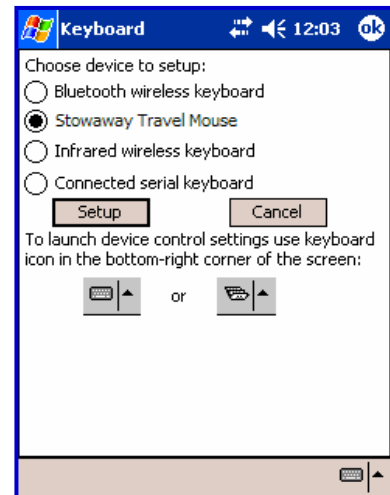 Keyboard 12:03 ok
Choose device to setup:
Bluetooth wireless keyboard
Stowaway Travel Mouse
Infrared wireless keyboard
Connected serial keyboard
Setup Cancel
To launch device control settings use keyboard
icon in the bottom-right corner of the screen:
or